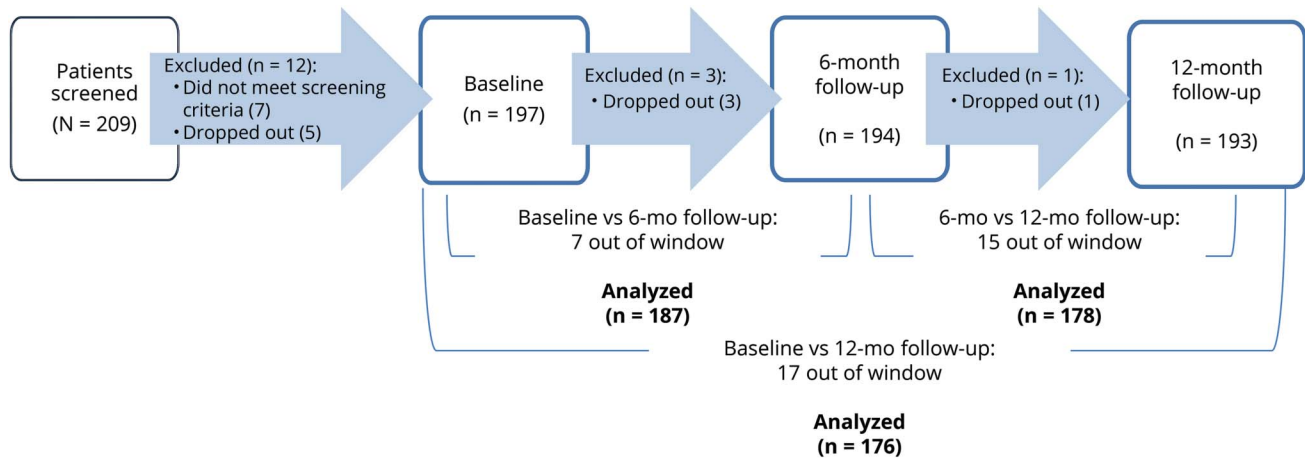 Patients
screened
(N = 209)
Excluded (n = 12):
• Did not meet screening
criteria (7)
• Dropped out (5)
Baseline
(n = 197)
Excluded (n = 3):
• Dropped out (3)
6-month
follow-up
(n = 194)
Excluded (n = 1):
• Dropped out (1)
12-month
follow-up
(n = 193)
Baseline vs 6-mo follow-up:
7 out of window
Analyzed
(n = 187)
6-mo vs 12-mo follow-up:
15 out of window
Analyzed
(n = 178)
Baseline vs 12-mo follow-up:
17 out of window
Analyzed
(n = 176)